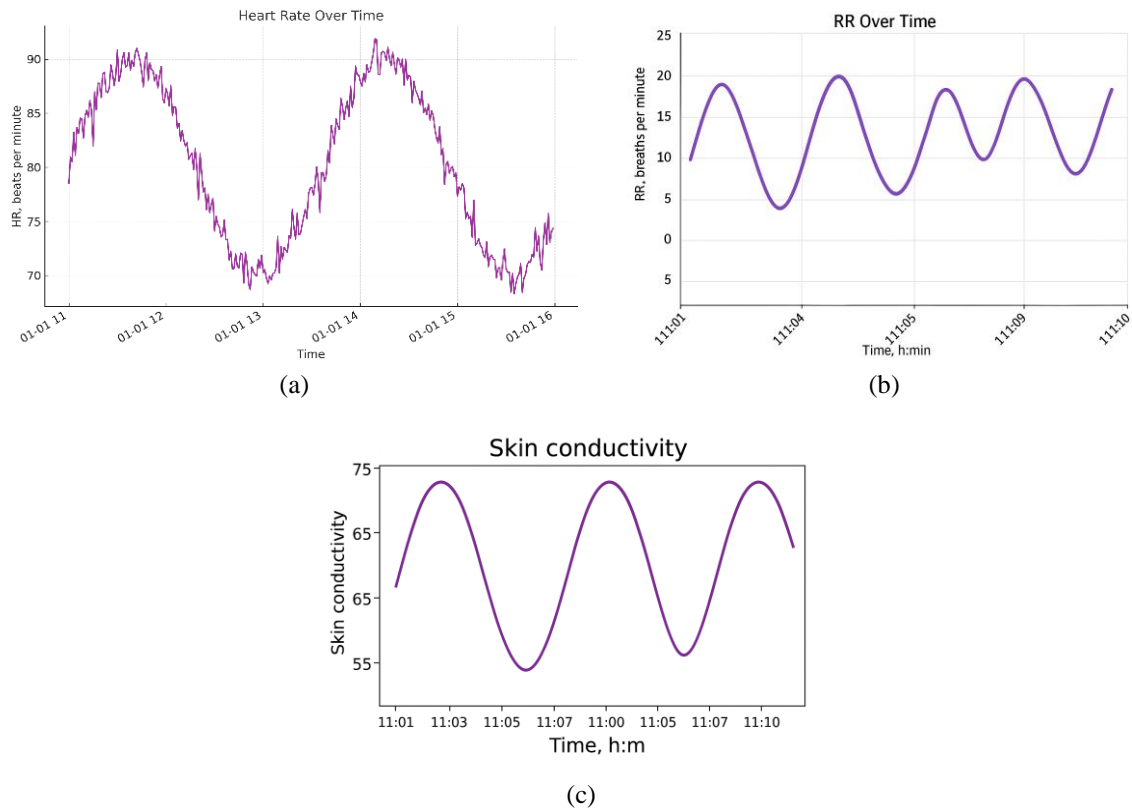 Heart Rate Over Time
HR, beats per minute
90
85
80
75
70
01-01 11
01-01 12
01-01 13
01-01 14
01-01 15
01-01 16
Time
(a)
RR Over Time
RR, breaths per minute
25
20
15
10
5
0
5
111:01
111:04
111:05
111:09
111:10
Time, h:min
(b)
Skin conductivity
Skin conductivity
75
65
65
55
11:01 11:03 11:05 11:07 11:00 11:05 11:07 11:10
Time, h:m
(c)